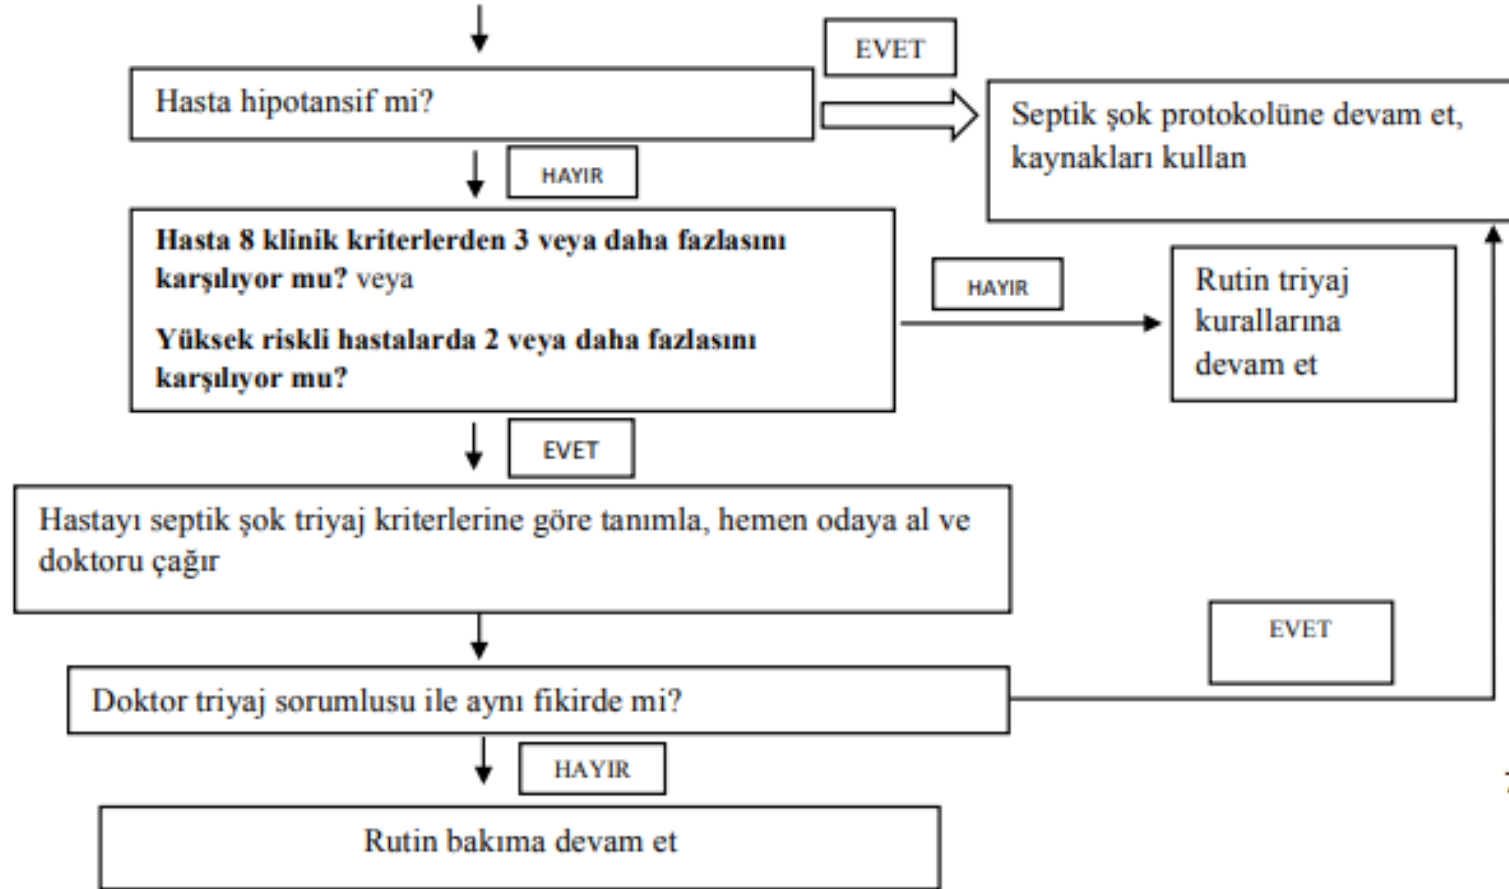 EVET
Hasta hipotansif mi?
Septik şok protokolüne devam et,
kaynakları kullan
HAYIR
Hasta 8 klinik kriterlerden 3 veya daha fazlasını
karşılıyor mu? veya
Yüksek riskli hastalarda 2 veya daha fazlasını
karşılıyor mu?
HAYIR
Rutin triyaj
kurallarına
devam et
EVET
Hastayı septik şok triyaj kriterlerine göre tanımla, hemen odaya al ve
doktoru çağır
EVET
Doktor triyaj sorumlusu ile aynı fikirde mi?
HAYIR
Rutin bakıma devam et